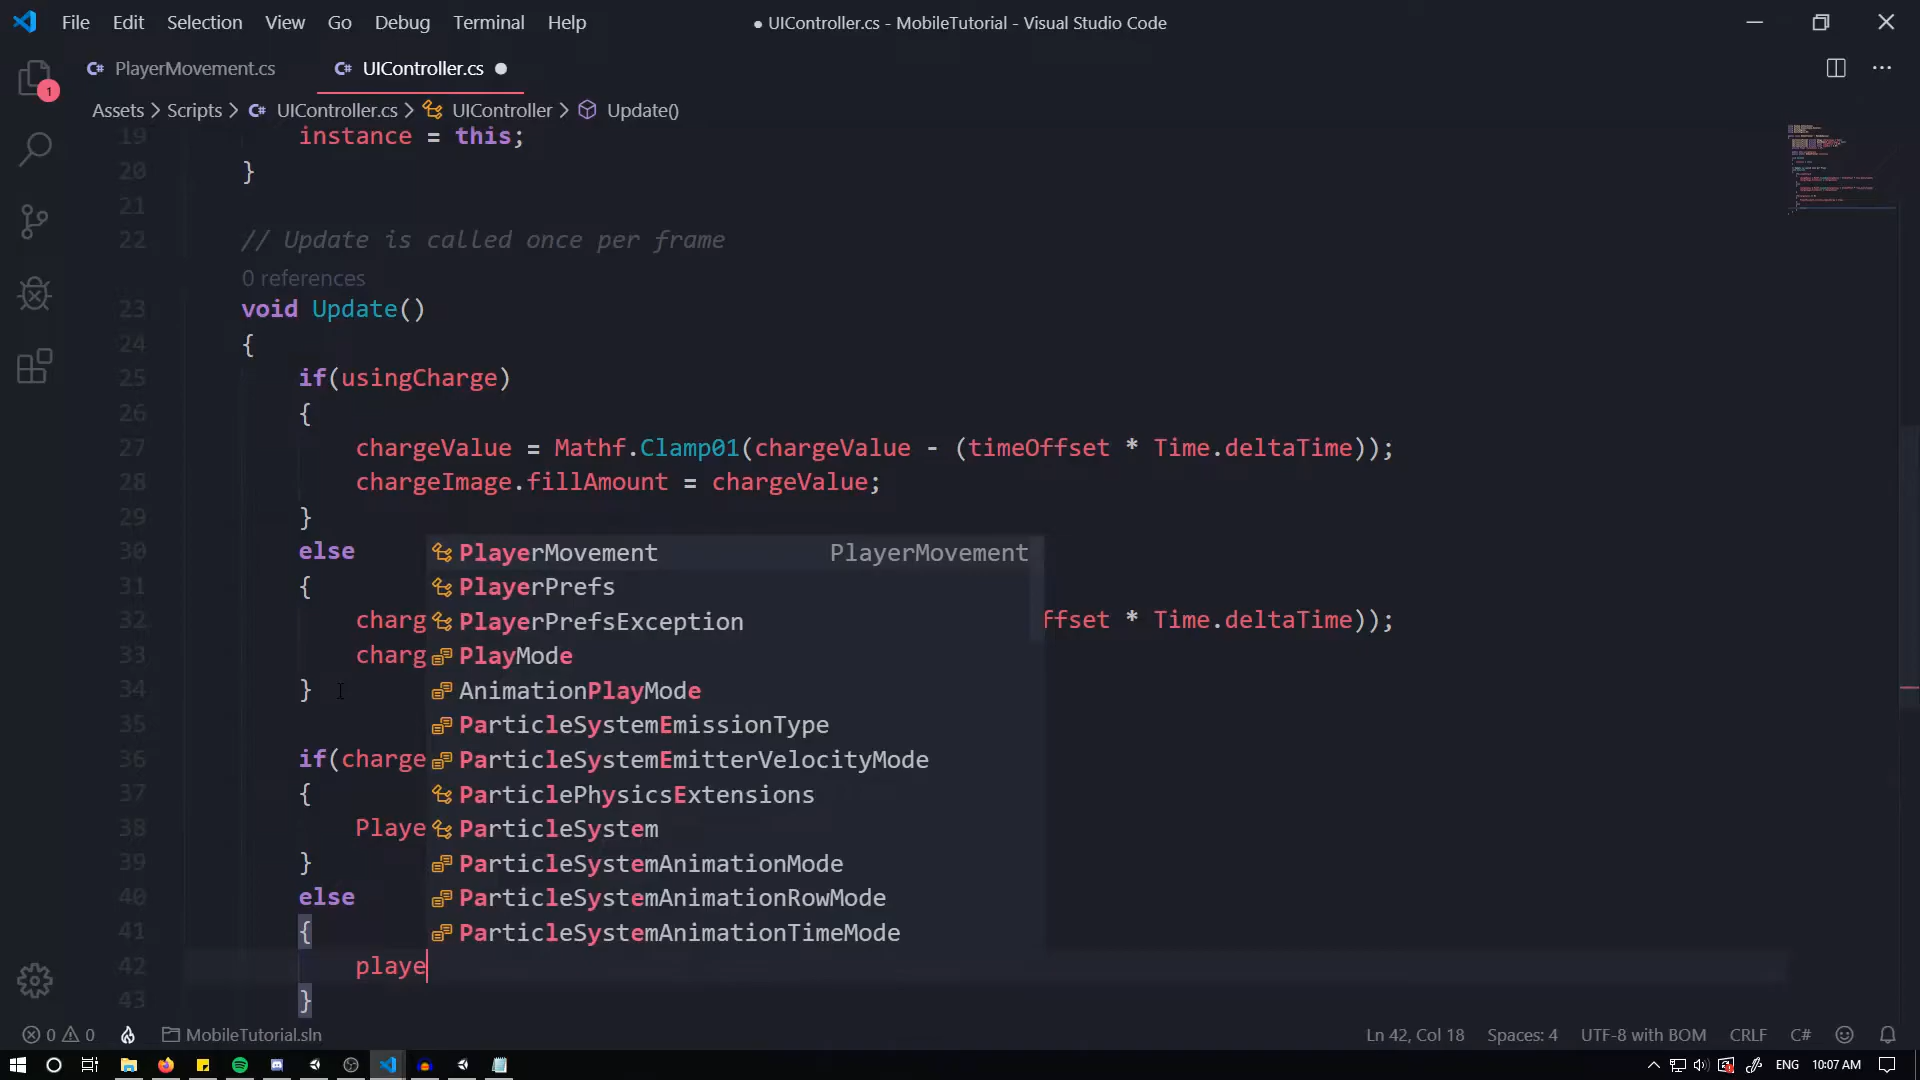 File Edit Selection View Go Debug Terminal Help
● UIController.cs - MobileTutorial - Visual Studio Code
C# PlayerMovement.cs C# UIController.cs ●
Assets > Scripts > C# UIController.cs > UIController > Update()
1
19 instance = this;
20 }
21
22 // Update is called once per frame
0 references
23 void Update()
24 {
25 if(usingCharge)
26 {
27 chargeValue = Mathf.Clamp01(chargeValue - (timeOffset * Time.deltaTime));
28 chargeImage.fillAmount = chargeValue;
29 }
30 else
31 {
32 charg ffset * Time.deltaTime));
33 charg
34 }
35
36 if(charge
37 {
38 Playe
39 }
40 else
41 {
42 playe
43 }
PlayerMovement PlayerMovement
PlayerPrefs
PlayerPrefsException
PlayMode
AnimationPlayMode
ParticleSystemEmissionType
ParticleSystemEmitterVelocityMode
ParticlePhysicsExtensions
ParticleSystem
ParticleSystemAnimationMode
ParticleSystemAnimationRowMode
ParticleSystemAnimationTimeMode
0 0 MobileTutorial.sln Ln 42, Col 18 Spaces: 4 UTF-8 with BOM CRLF C#
ENG 10:07 AM